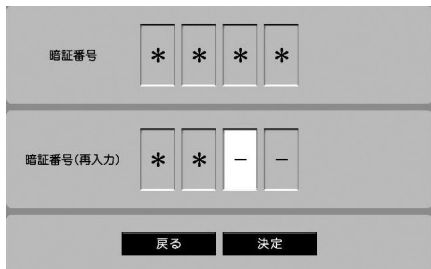 暗証番号 * * * *
暗証番号(再入力) * * - -
戻る 決定